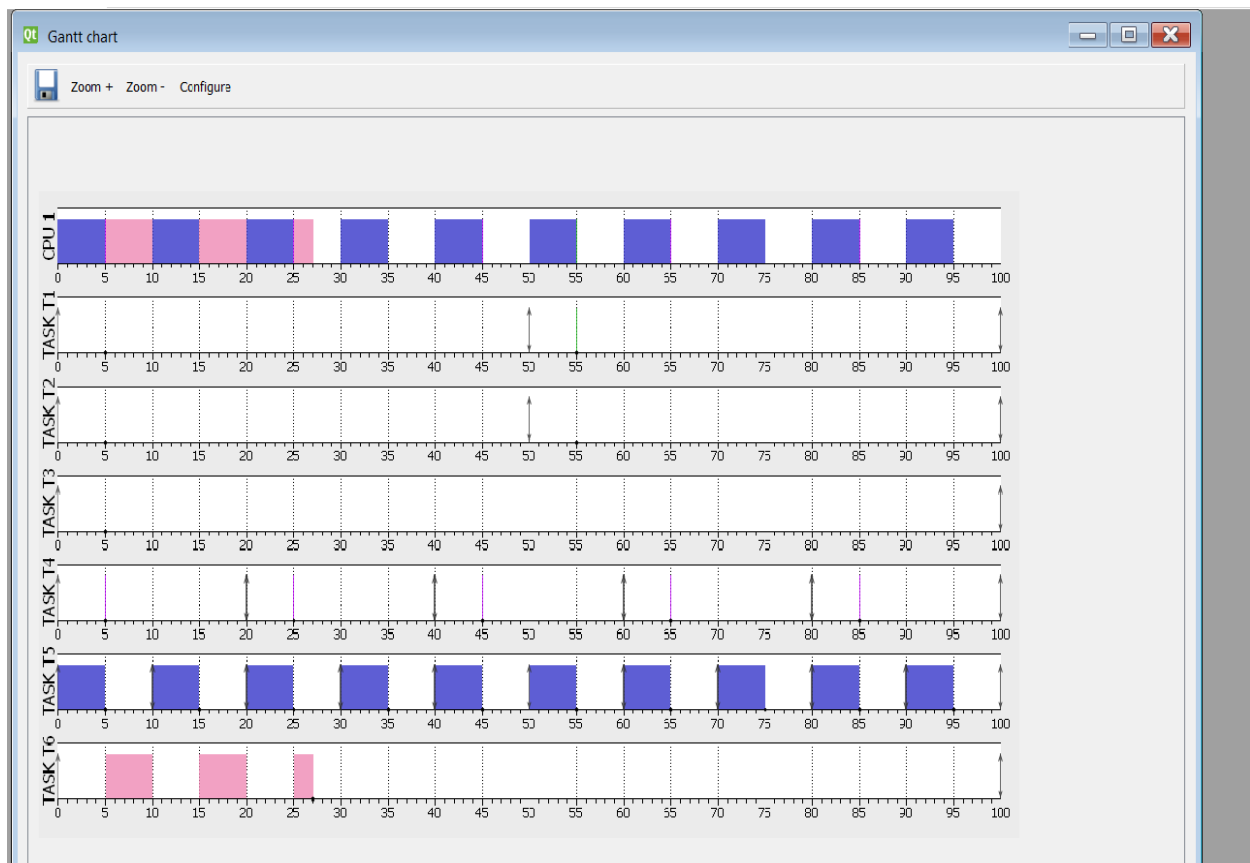 Qt Gantt chart
Zoom + Zoom - Configure
CPU 1
0 5 10 15 20 25 30 35 40 45 50 55 60 65 70 75 80 85 90 95 100
TASK T1
0 5 10 15 20 25 30 35 40 45 50 55 60 65 70 75 80 85 90 95 100
TASK T2
0 5 10 15 20 25 30 35 40 45 50 55 60 65 70 75 80 85 90 95 100
TASK T3
0 5 10 15 20 25 30 35 40 45 50 55 60 65 70 75 80 85 90 95 100
TASK T4
0 5 10 15 20 25 30 35 40 45 50 55 60 65 70 75 80 85 90 95 100
TASK T5
0 5 10 15 20 25 30 35 40 45 50 55 60 65 70 75 80 85 90 95 100
TASK T6
0 5 10 15 20 25 30 35 40 45 50 55 60 65 70 75 80 85 90 95 100